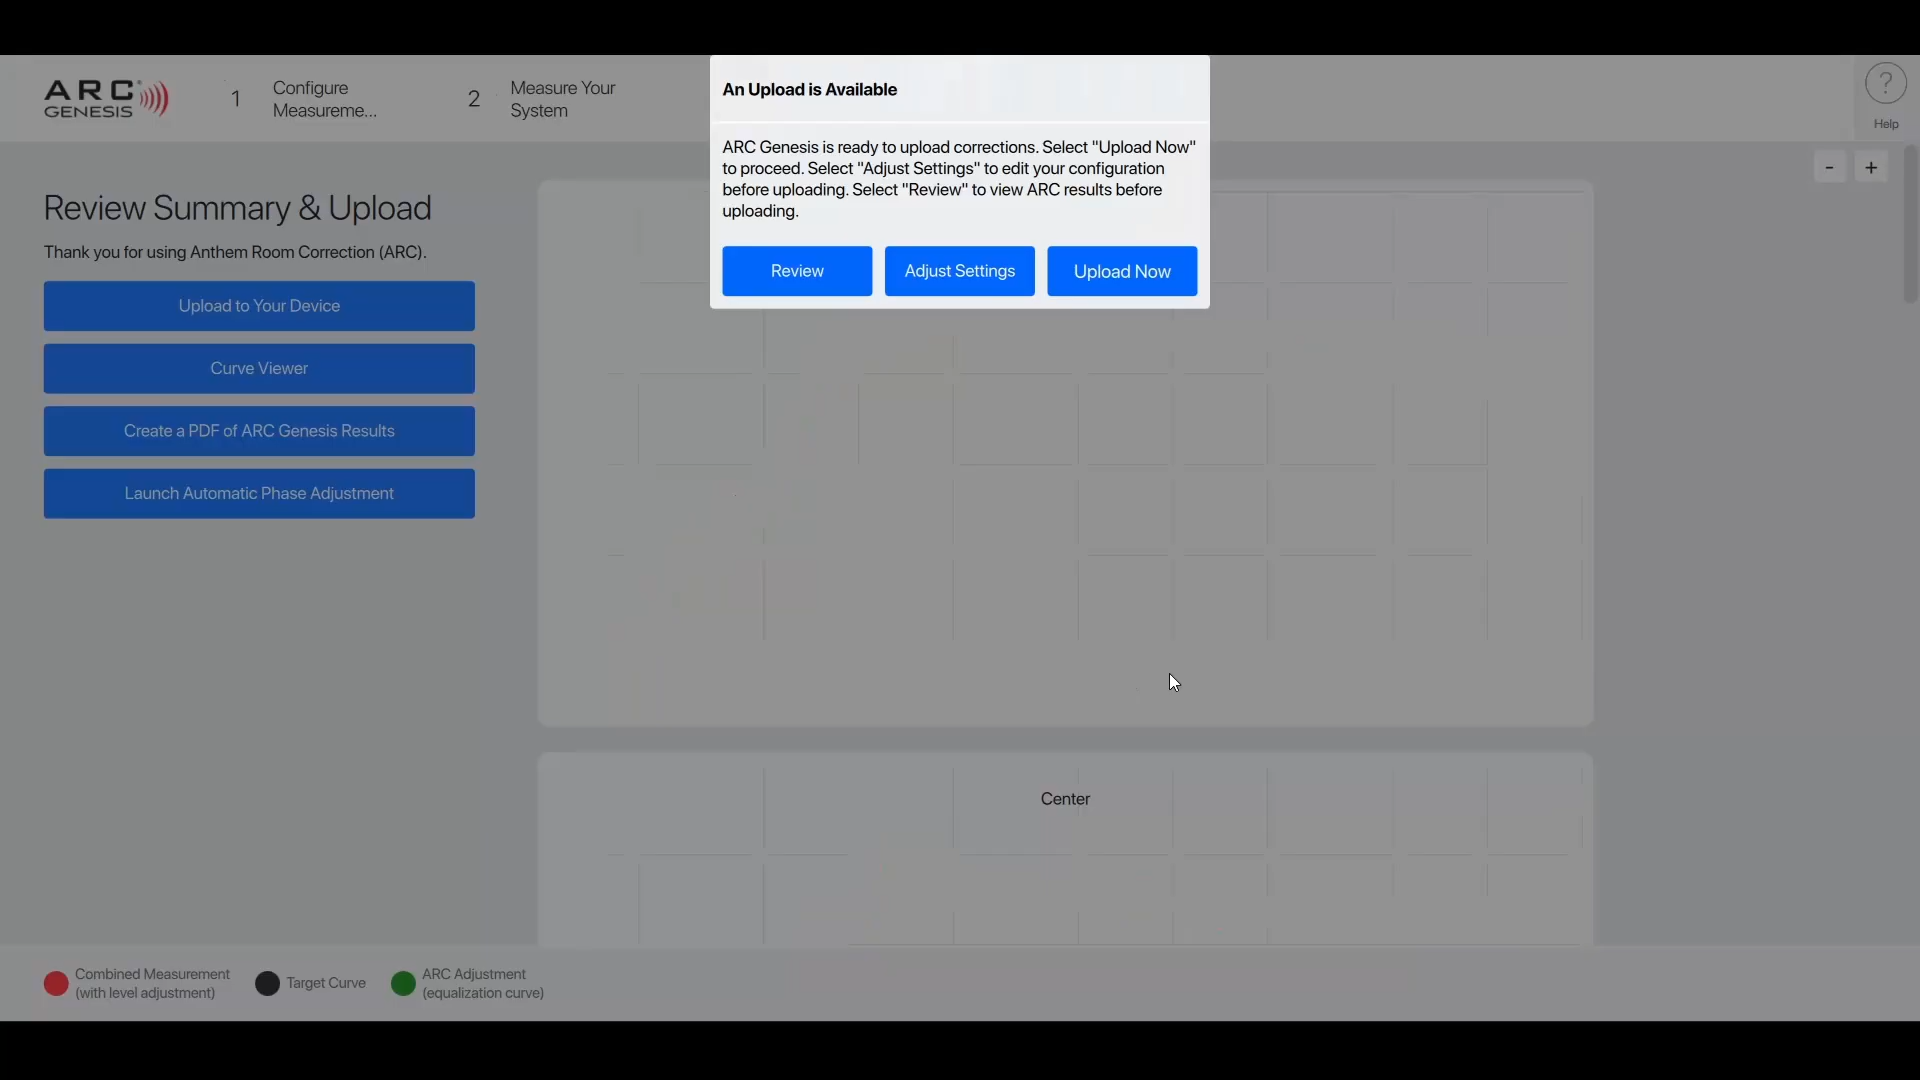 ARC
GENESIS
1
Configure
Measureme...
2
Measure Your
System
An Upload is Available
ARC Genesis is ready to upload corrections. Select "Upload Now"
to proceed. Select "Adjust Settings" to edit your configuration
before uploading. Select "Review" to view ARC results before
uploading.
Review
Adjust Settings
Upload Now
?
Help
-
+
Review Summary & Upload
Thank you for using Anthem Room Correction (ARC).
Upload to Your Device
Curve Viewer
Create a PDF of ARC Genesis Results
Launch Automatic Phase Adjustment
Center
Combined Measurement
(with level adjustment)
Target Curve
ARC Adjustment
(equalization curve)